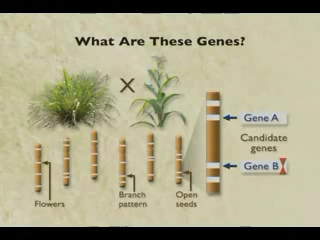 What Are These Genes?
X
Gene A
Candidate
genes
Gene B
Flowers
Branch
pattern
Open
seeds